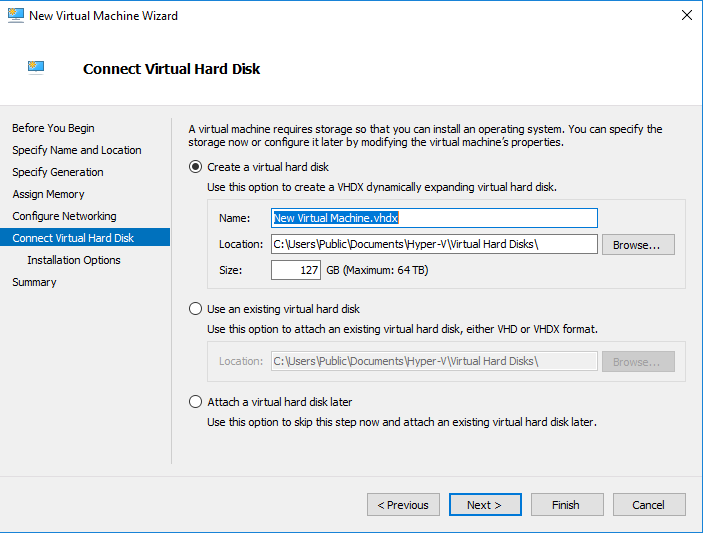 New Virtual Machine Wizard
Connect Virtual Hard Disk
Before You Begin
Specify Name and Location
Specify Generation
Assign Memory
Configure Networking
Connect Virtual Hard Disk
Installation Options
Summary
A virtual machine requires storage so that you can install an operating system. You can specify the
storage now or configure it later by modifying the virtual machine's properties.
Create a virtual hard disk
Use this option to create a VHDX dynamically expanding virtual hard disk.
Name: New Virtual Machine.vhdx
Location: C:\Users\Public\Documents\Hyper-V\Virtual Hard Disks\ Browse...
Size: 127 GB (Maximum: 64 TB)
Use an existing virtual hard disk
Use this option to attach an existing virtual hard disk, either VHD or VHDX format.
Location: C:\Users\Public\Documents\Hyper-V\Virtual Hard Disks\ Browse...
Attach a virtual hard disk later
Use this option to skip this step now and attach an existing virtual hard disk later.
< Previous Next > Finish Cancel